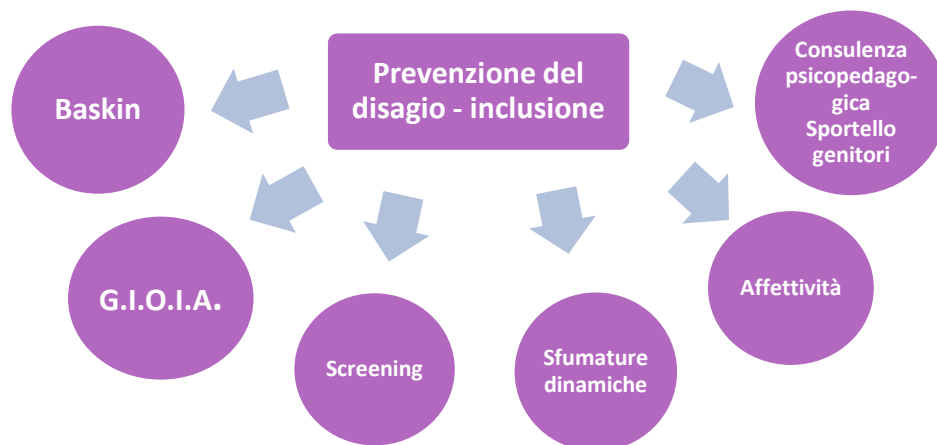 Prevenzione del
disagio - inclusione
Baskin
G.I.O.I.A.
Screening
Sfumature
dinamiche
Affettività
Consulenza
psicopedago-
gica
Sportello
genitori